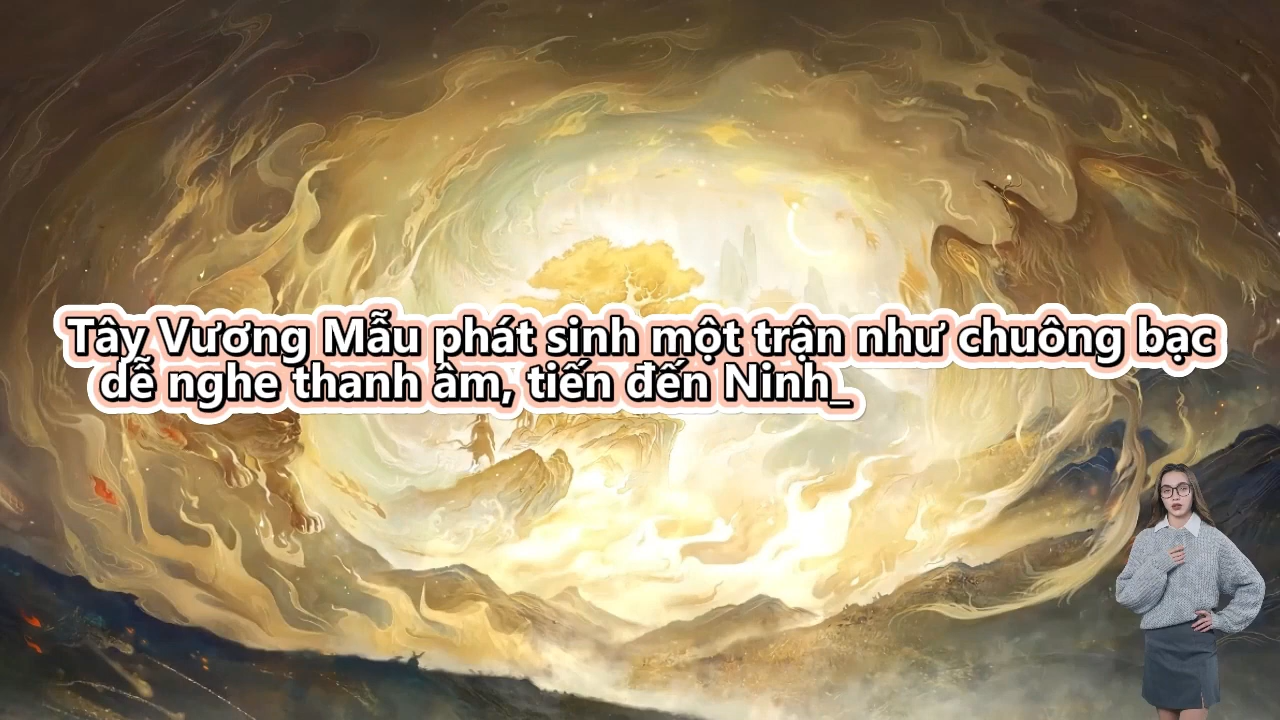 Tây Vương Mẫu phát sinh một trận như chuông bạc
dễ nghe thanh âm, tiến đến Ninh_